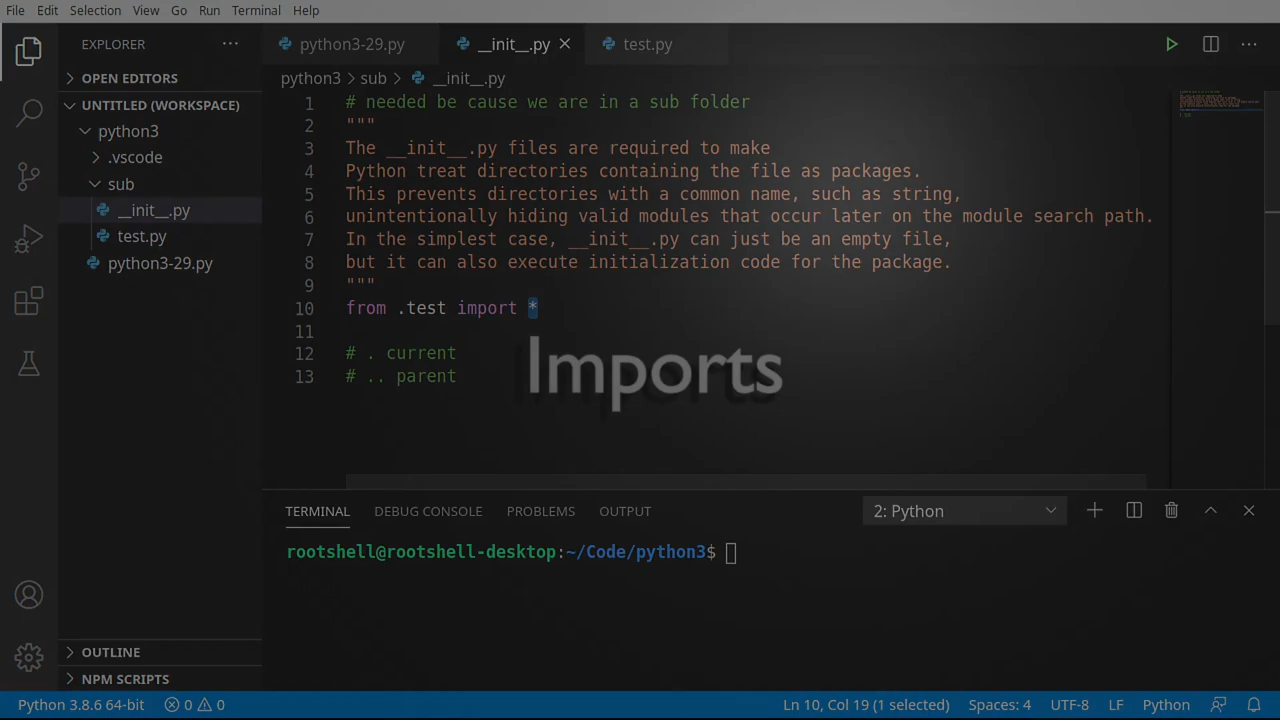 File Edit Selection View Go Run Terminal Help
EXPLORER
python3-29.py
__init__.py
test.py
OPEN EDITORS
UNTITLED (WORKSPACE)
python3
.vscode
sub
__init__.py
test.py
python3-29.py
OUTLINE
NPM SCRIPTS
python3 > sub > __init__.py
1 # needed be cause we are in a sub folder
2 """
3 The __init__.py files are required to make
4 Python treat directories containing the file as packages.
5 This prevents directories with a common name, such as string,
6 unintentionally hiding valid modules that occur later on the module search path.
7 In the simplest case, __init__.py can just be an empty file,
8 but it can also execute initialization code for the package.
9 """
10 from .test import *
11
12 # . current
13 # .. parent
Imports
TERMINAL DEBUG CONSOLE PROBLEMS OUTPUT 2: Python
rootshell@rootshell-desktop:~/Code/python3$
Python 3.8.6 64-bit 0 0 Ln 10, Col 19 (1 selected) Spaces: 4 UTF-8 LF Python